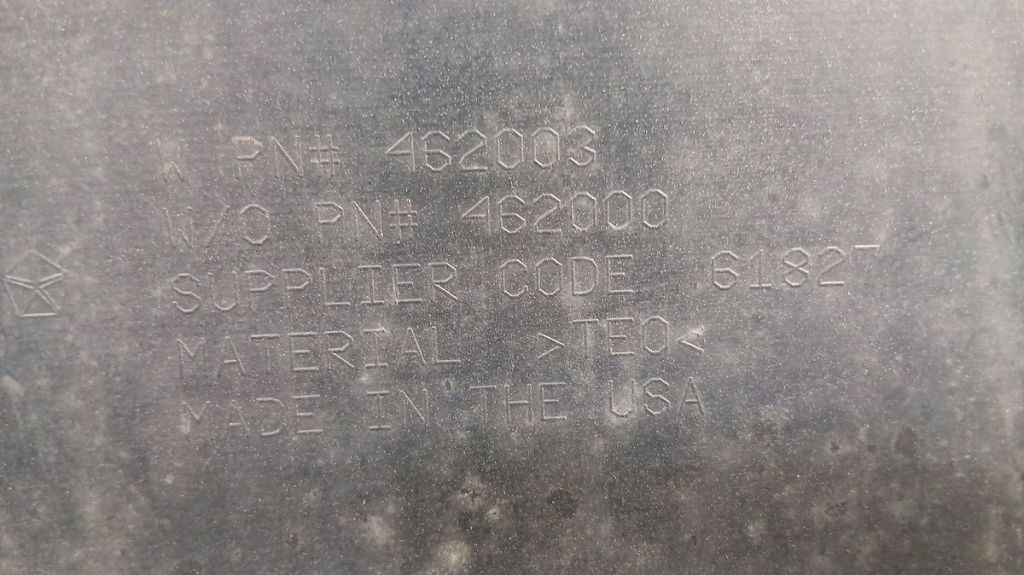 W PN# 462003
W/O PN# 462000
SUPPLIER CODE 61827
MATERIAL >TEO<
MADE IN THE USA